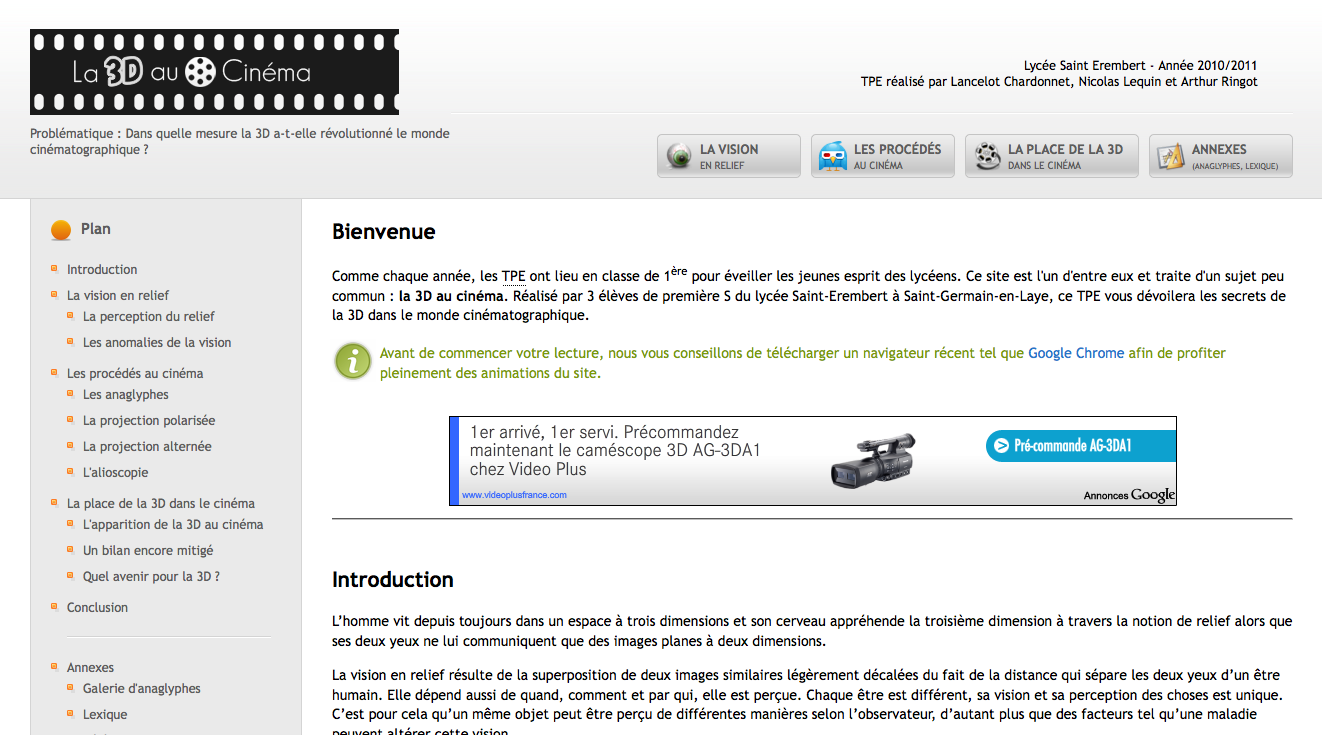 La 3D au Cinéma
Lycée Saint Erembert - Année 2010/2011
TPE réalisé par Lancelot Chardonnet, Nicolas Lequin et Arthur Ringot
Problématique : Dans quelle mesure la 3D a-t-elle révolutionné le monde
cinématographique ?
LA VISION
EN RELIEF
LES PROCÉDÉS
AU CINÉMA
LA PLACE DE LA 3D
DANS LE CINÉMA
ANNEXES
(ANAGLYPHES, LEXIQUE)
Plan
Introduction
La vision en relief
La perception du relief
Les anomalies de la vision
Les procédés au cinéma
Les anaglyphes
La projection polarisée
La projection alternée
L'alioscopie
La place de la 3D dans le cinéma
L'apparition de la 3D au cinéma
Un bilan encore mitigé
Quel avenir pour la 3D ?
Conclusion
Annexes
Galerie d'anaglyphes
Lexique
Bienvenue
Comme chaque année, les TPE ont lieu en classe de 1ère pour éveiller les jeunes esprit des lycéens. Ce site est l'un d'entre eux et traite d'un sujet peu
commun : la 3D au cinéma. Réalisé par 3 élèves de première S du lycée Saint-Erembert à Saint-Germain-en-Laye, ce TPE vous dévoilera les secrets de
la 3D dans le monde cinématographique.
Avant de commencer votre lecture, nous vous conseillons de télécharger un navigateur récent tel que Google Chrome afin de profiter
pleinement des animations du site.
1er arrivé, 1er servi. Précommandez
maintenant le caméscope 3D AG-3DA1
chez Video Plus
www.videoplusfrance.com
Pré-commande AG-3DA1
Annonces Google
Introduction
L’homme vit depuis toujours dans un espace à trois dimensions et son cerveau appréhende la troisième dimension à travers la notion de relief alors que
ses deux yeux ne lui communiquent que des images planes à deux dimensions.
La vision en relief résulte de la superposition de deux images similaires légèrement décalées du fait de la distance qui sépare les deux yeux d’un être
humain. Elle dépend aussi de quand, comment et par qui, elle est perçue. Chaque être est différent, sa vision et sa perception des choses est unique.
C’est pour cela qu’un même objet peut être perçu de différentes manières selon l’observateur, d’autant plus que des facteurs tel qu’une maladie
peuvent altérer cette vision.